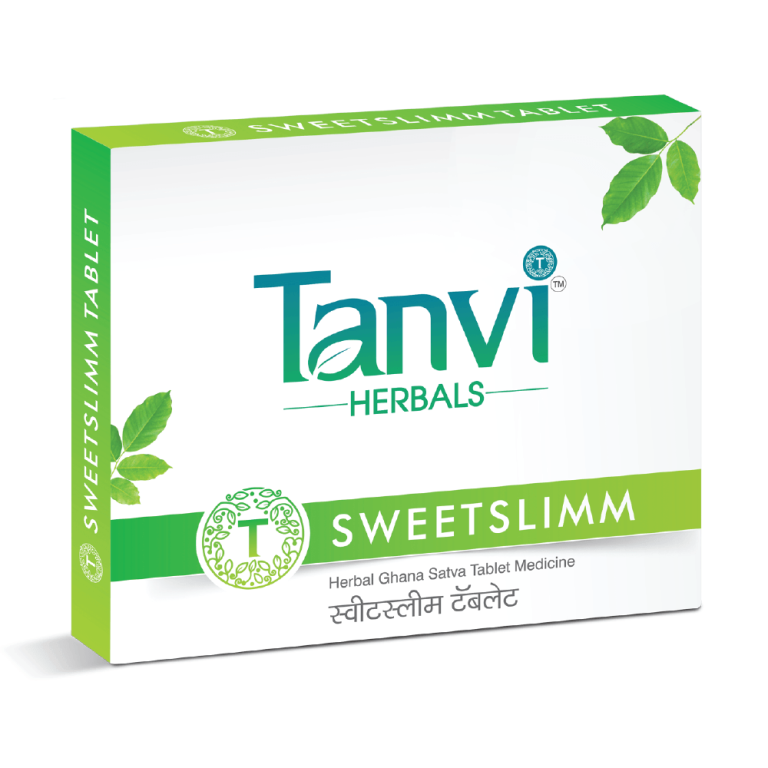 T SWEETSLIMM TABLET
SWEETSLIMM TABLET
T
T
Tanvi
TM
HERBALS
T SWEETSLIMM
Herbal Ghana Satva Tablet Medicine
स्वीटस्लीम टॅबलेट